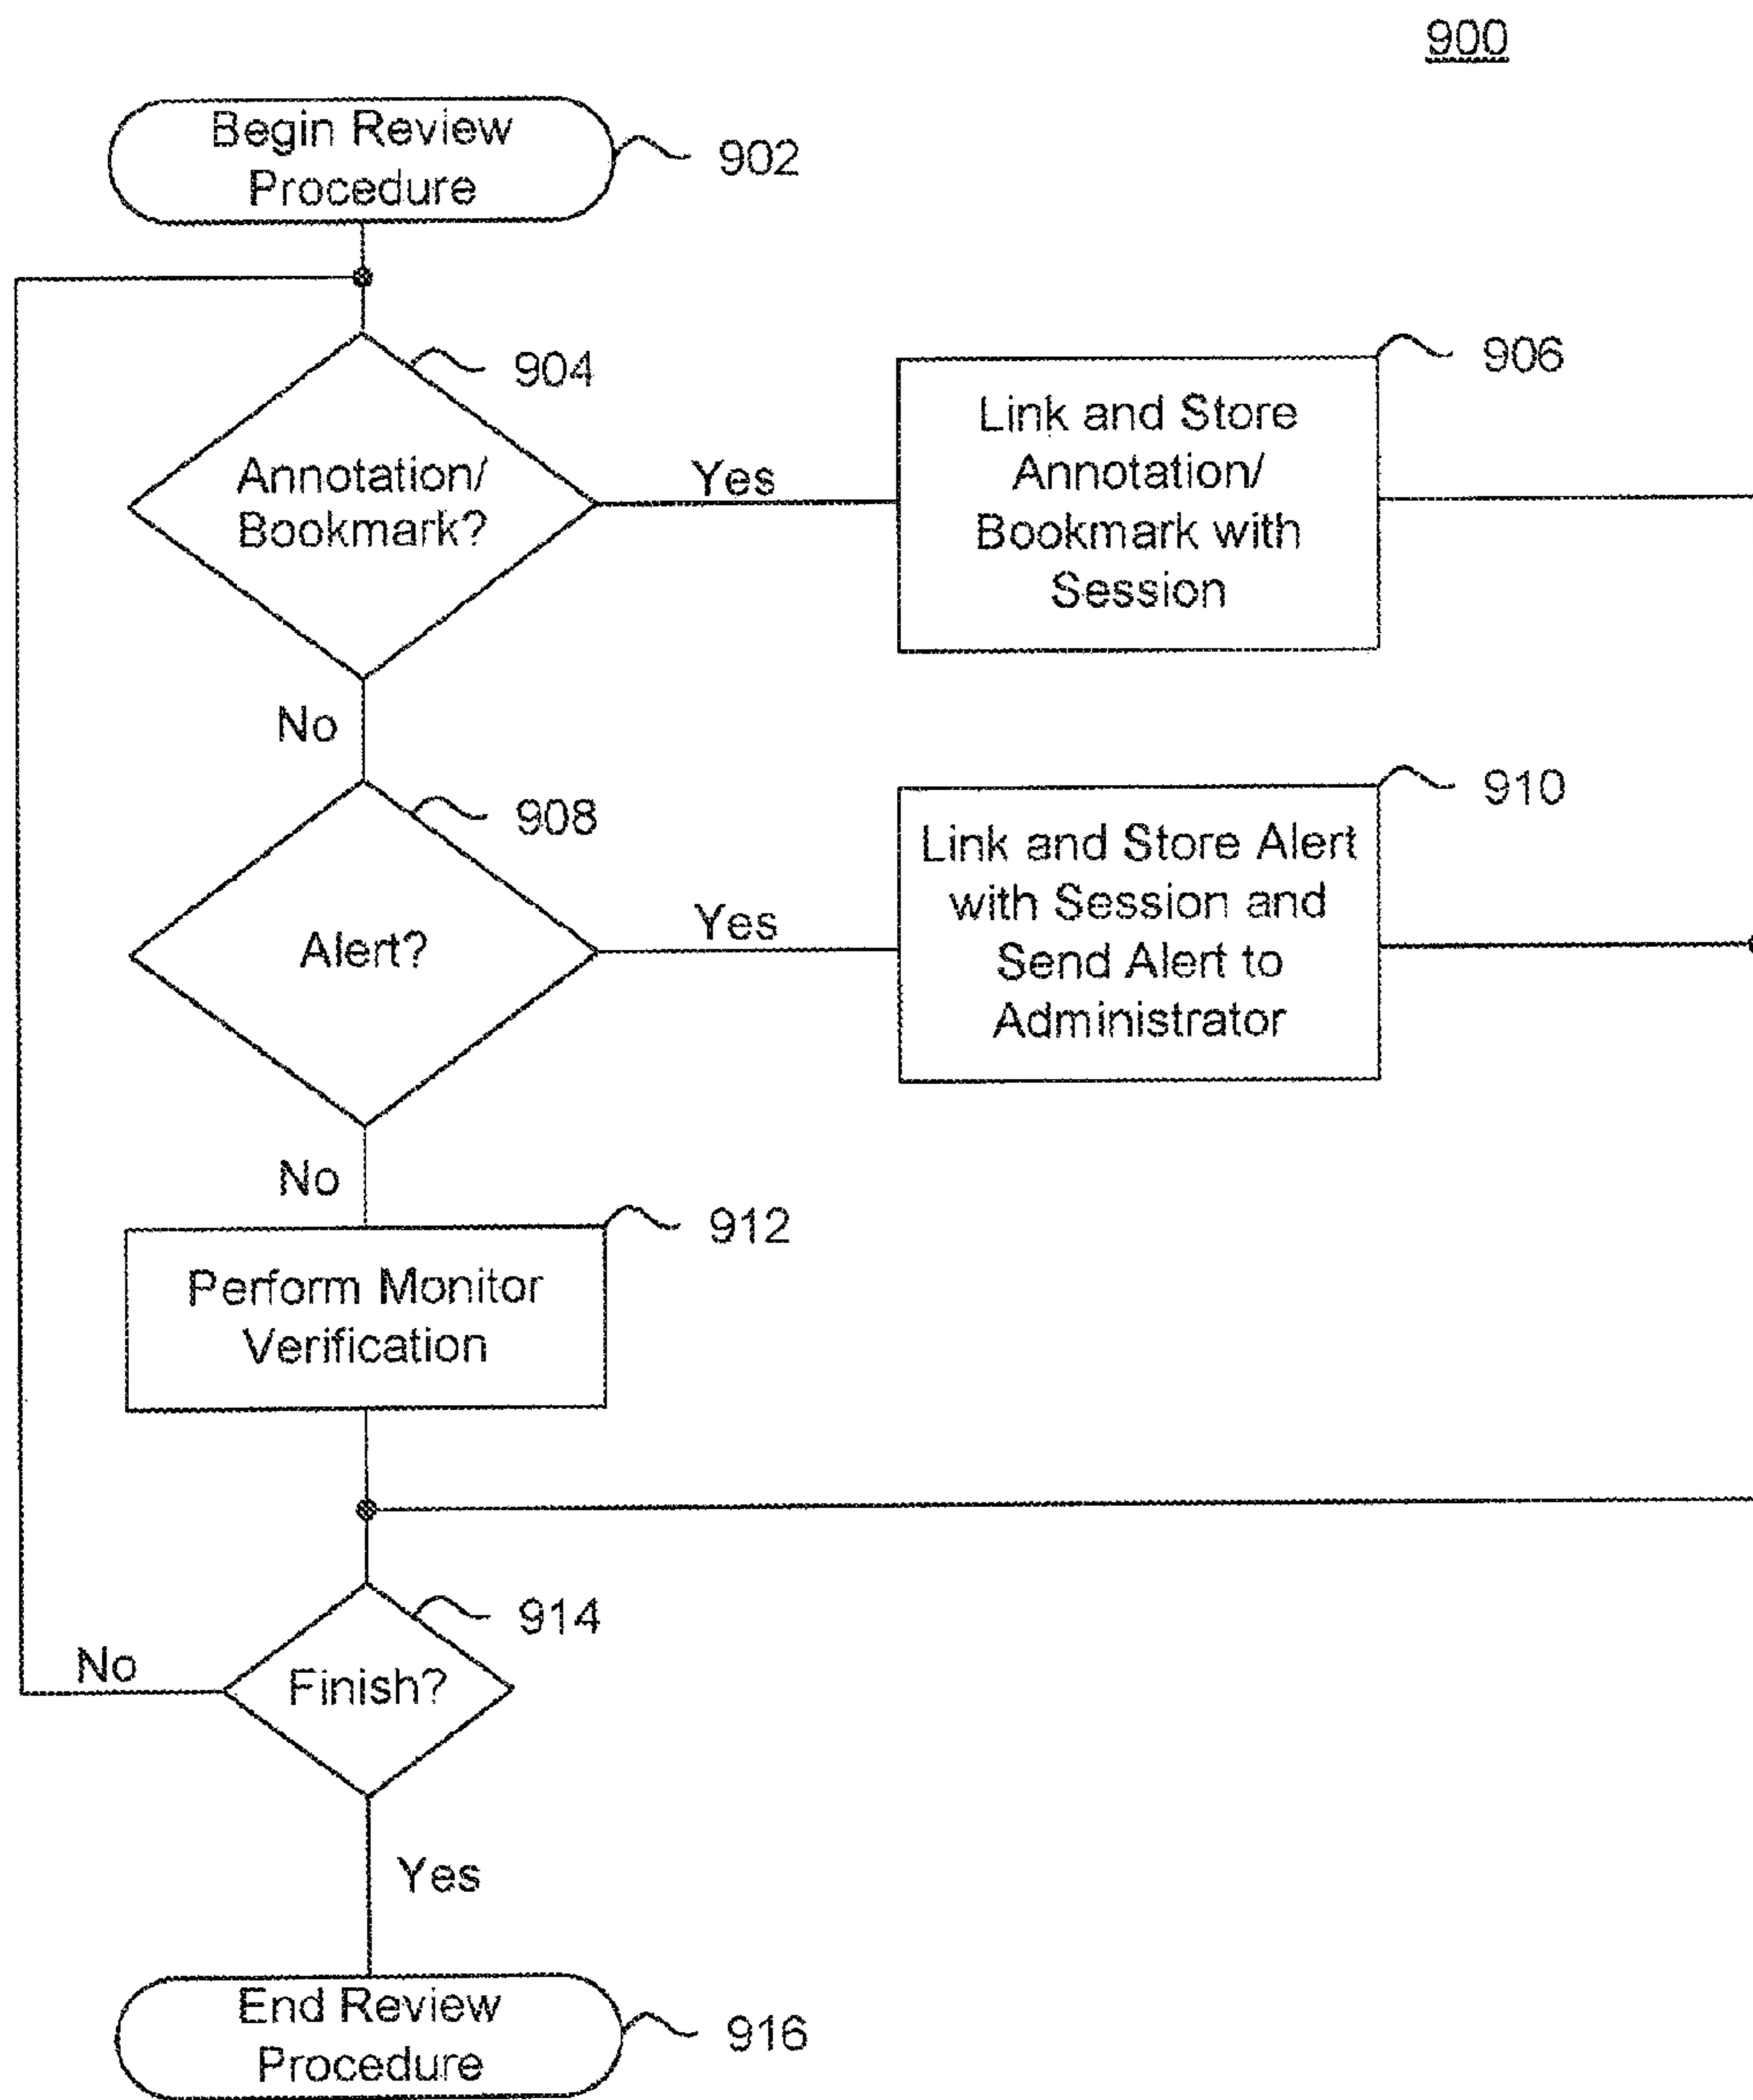 900
Begin Review
Procedure
902
904
Annotation/
Bookmark?
Yes
906
Link and Store
Annotation/
Bookmark with
Session
No
908
Alert?
Yes
910
Link and Store Alert
with Session and
Send Alert to
Administrator
No
912
Perform Monitor
Verification
914
Finish?
No
Yes
End Review
Procedure
916